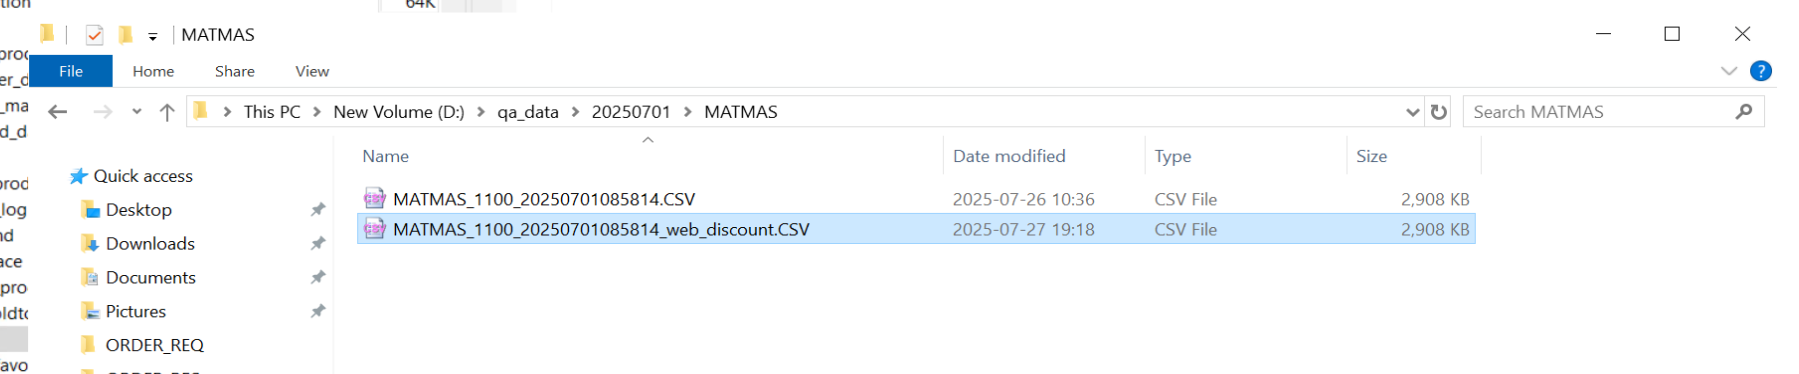 tion
64K
MATMAS
File Home Share View
This PC > New Volume (D:) > qa_data > 20250701 > MATMAS
Search MATMAS
Name Date modified Type Size
Quick access
MATMAS_1100_20250701085814.CSV 2025-07-26 10:36 CSV File 2,908 KB
Desktop
MATMAS_1100_20250701085814_web_discount.CSV 2025-07-27 19:18 CSV File 2,908 KB
Downloads
Documents
Pictures
ORDER_REQ